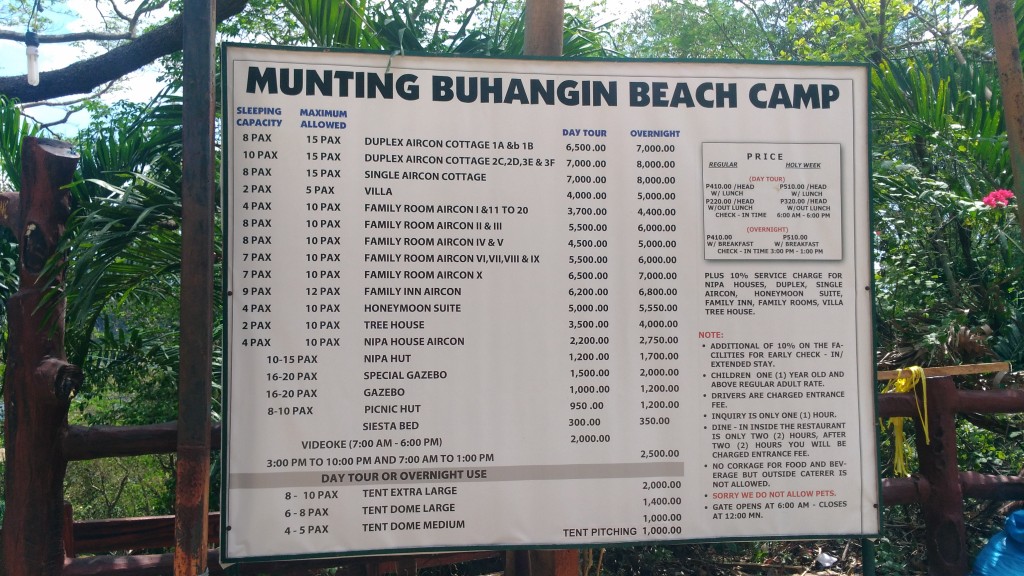 MUNTING BUHANGIN BEACH CAMP
SLEEPING CAPACITY MAXIMUM ALLOWED DAY TOUR OVERNIGHT
8 PAX 15 PAX DUPLEX AIRCON COTTAGE 1A &b 1B 6,500.00 7,000.00
10 PAX 15 PAX DUPLEX AIRCON COTTAGE 2C,2D,3E & 3F 7,000.00 8,000.00
8 PAX 15 PAX SINGLE AIRCON COTTAGE 7,000.00 8,000.00
2 PAX 5 PAX VILLA 4,000.00 5,000.00
4 PAX 10 PAX FAMILY ROOM AIRCON I &11 TO 20 3,700.00 4,400.00
8 PAX 10 PAX FAMILY ROOM AIRCON II & III 5,500.00 6,000.00
8 PAX 10 PAX FAMILY ROOM AIRCON IV & V 4,500.00 5,000.00
7 PAX 10 PAX FAMILY ROOM AIRCON VI,VII,VIII & IX 5,500.00 6,000.00
7 PAX 10 PAX FAMILY ROOM AIRCON X 6,500.00 7,000.00
9 PAX 12 PAX FAMILY INN AIRCON 6,200.00 6,800.00
4 PAX 10 PAX HONEYMOON SUITE 5,000.00 5,550.00
2 PAX 10 PAX TREE HOUSE 3,500.00 4,000.00
4 PAX 10 PAX NIPA HOUSE AIRCON 2,200.00 2,750.00
10-15 PAX NIPA HUT 1,200.00 1,700.00
16-20 PAX SPECIAL GAZEBO 1,500.00 2,000.00
16-20 PAX GAZEBO 1,000.00 1,200.00
8-10 PAX PICNIC HUT 950 .00 1,200.00
SIESTA BED 300.00 350.00
VIDEOKE (7:00 AM - 6:00 PM) 2,000.00
3:00 PM TO 10:00 PM AND 7:00 AM TO 1:00 PM 2,500.00
DAY TOUR OR OVERNIGHT USE
8 - 10 PAX TENT EXTRA LARGE 2,000.00
6 - 8 PAX TENT DOME LARGE 1,400.00
4 - 5 PAX TENT DOME MEDIUM 1,000.00
TENT PITCHING 1,000.00
PRICE
REGULAR HOLY WEEK
(DAY TOUR)
P410.00 /HEAD P510.00 /HEAD
W/ LUNCH W/ LUNCH
P220.00 /HEAD P320.00 /HEAD
W/OUT LUNCH W/OUT LUNCH
CHECK - IN TIME 6:00 AM - 6:00 PM
(OVERNIGHT)
P410.00 P510.00
W/ BREAKFAST W/ BREAKFAST
CHECK - IN TIME 3:00 PM - 1:00 PM
PLUS 10% SERVICE CHARGE FOR
NIPA HOUSES, DUPLEX, SINGLE
AIRCON, HONEYMOON SUITE,
FAMILY INN, FAMILY ROOMS, VILLA
TREE HOUSE.
NOTE:
• ADDITIONAL OF 10% ON THE FA-
CILITIES FOR EARLY CHECK - IN/
EXTENDED STAY.
• CHILDREN ONE (1) YEAR OLD AND
ABOVE REGULAR ADULT RATE.
• DRIVERS ARE CHARGED ENTRANCE
FEE.
• INQUIRY IS ONLY ONE (1) HOUR.
• DINE - IN INSIDE THE RESTAURANT
IS ONLY TWO (2) HOURS, AFTER
TWO (2) HOURS YOU WILL BE
CHARGED ENTRANCE FEE.
• NO CORKAGE FOR FOOD AND BEV-
ERAGE BUT OUTSIDE CATERER IS
NOT ALLOWED.
• SORRY WE DO NOT ALLOW PETS.
• GATE OPENS AT 6:00 AM - CLOSES
AT 12:00 MN.